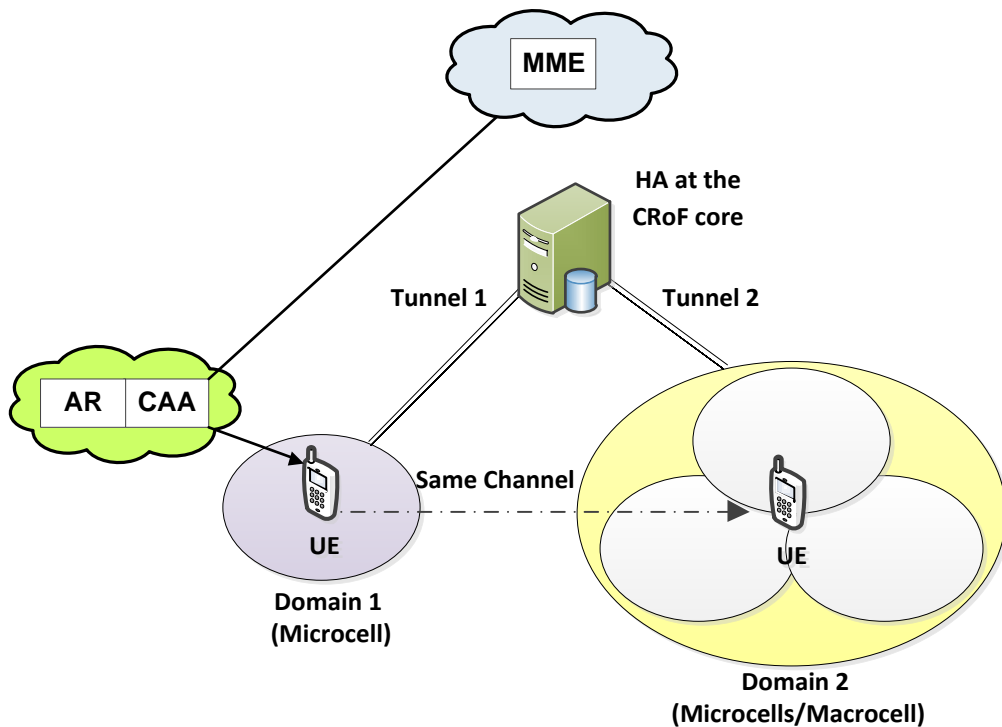 MME
HA at the
CRoF core
Tunnel 1
Tunnel 2
AR
CAA
Same Channel
UE
UE
Domain 1
(Microcell)
Domain 2
(Microcells/Macrocell)